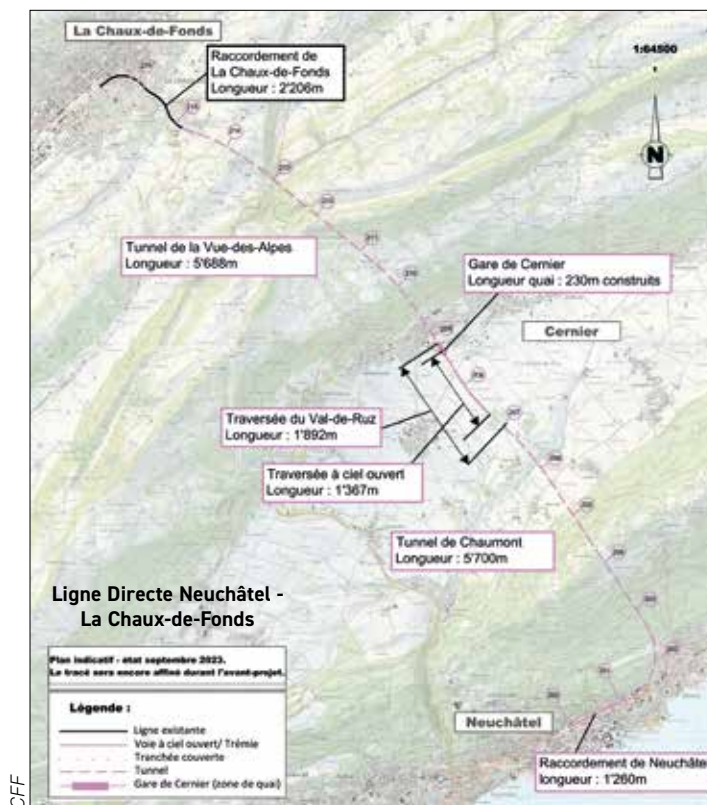 La Chaux-de-Fonds
Raccordement de
La Chaux-de-Fonds
Longueur : 2'206m
1:64500
N
Tunnel de la Vue-des-Alpes
Longueur : 5'688m
Gare de Cernier
Longueur quai : 230m construits
Cernier
Traversée du Val-de-Ruz
Longueur : 1'892m
Traversée à ciel ouvert
Longueur : 1'367m
Tunnel de Chaumont
Longueur : 5'700m
Ligne Directe Neuchâtel -
La Chaux-de-Fonds
Plan indicatif - état septembre 2023.
Le tracé sera encore affiné durant l'avant-projet.
Légende :
Ligne existante
Voie à ciel ouvert/ Trémie
Tranchée couverte
Tunnel
Gare de Cernier (zone de quai)
Neuchâtel
Raccordement de Neuchâtel
longueur : 1'260m
CFF